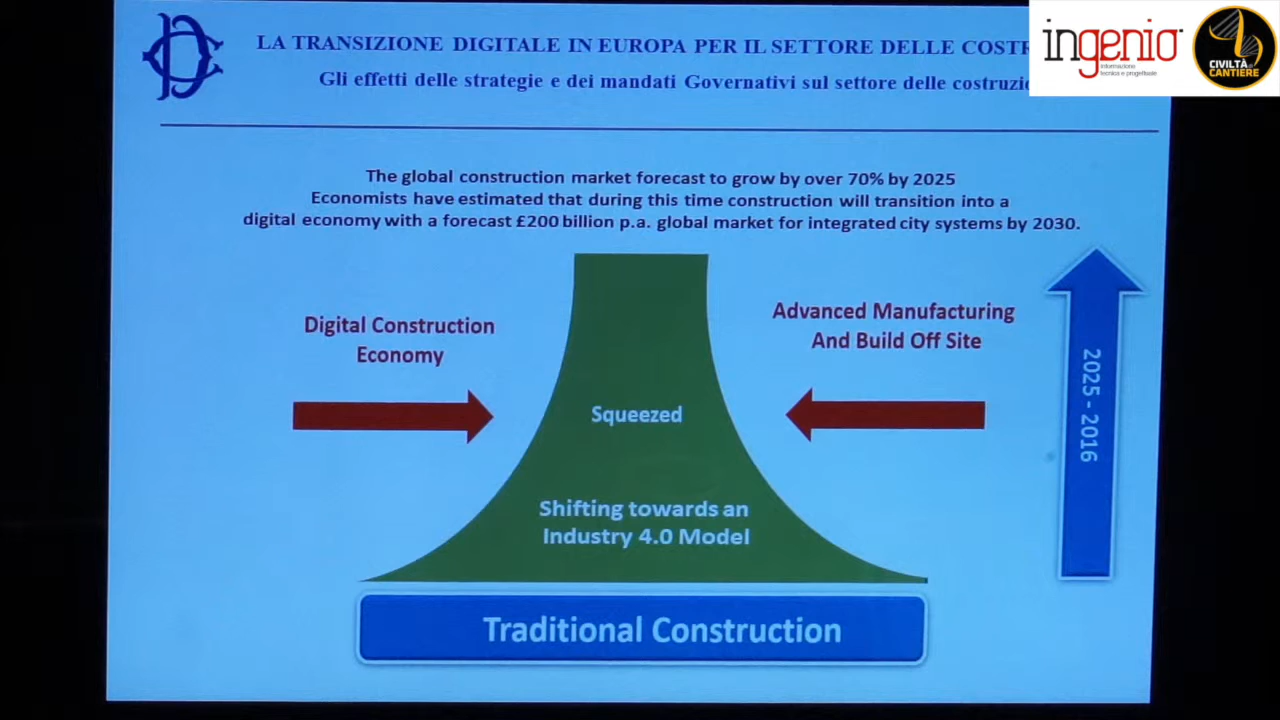 LA TRANSIZIONE DIGITALE IN EUROPA PER IL SETTORE DELLE
Gli effetti delle strategie e dei mandati Governativi sul settore delle
ingenio
informazione
tecnica e progettuale
CIVILTÀ
CANTIERE
The global construction market forecast to grow by over 70% by 2025
Economists have estimated that during this time construction will transition into a
digital economy with a forecast £200 billion p.a. global market for integrated city systems by 2030.
Digital Construction
Economy
Advanced Manufacturing
And Build Off Site
Squeezed
Shifting towards an
Industry 4.0 Model
2025 - 2016
Traditional Construction